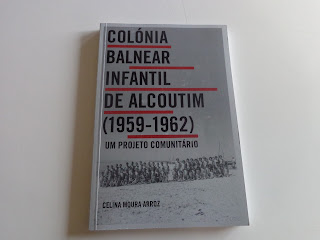 COLÓNIA
BALNEAR
INFANTIL
DE ALCOUTIM
(1959-1962)
UM PROJETO COMUNITÁRIO
CELINA MOURA ARROZ